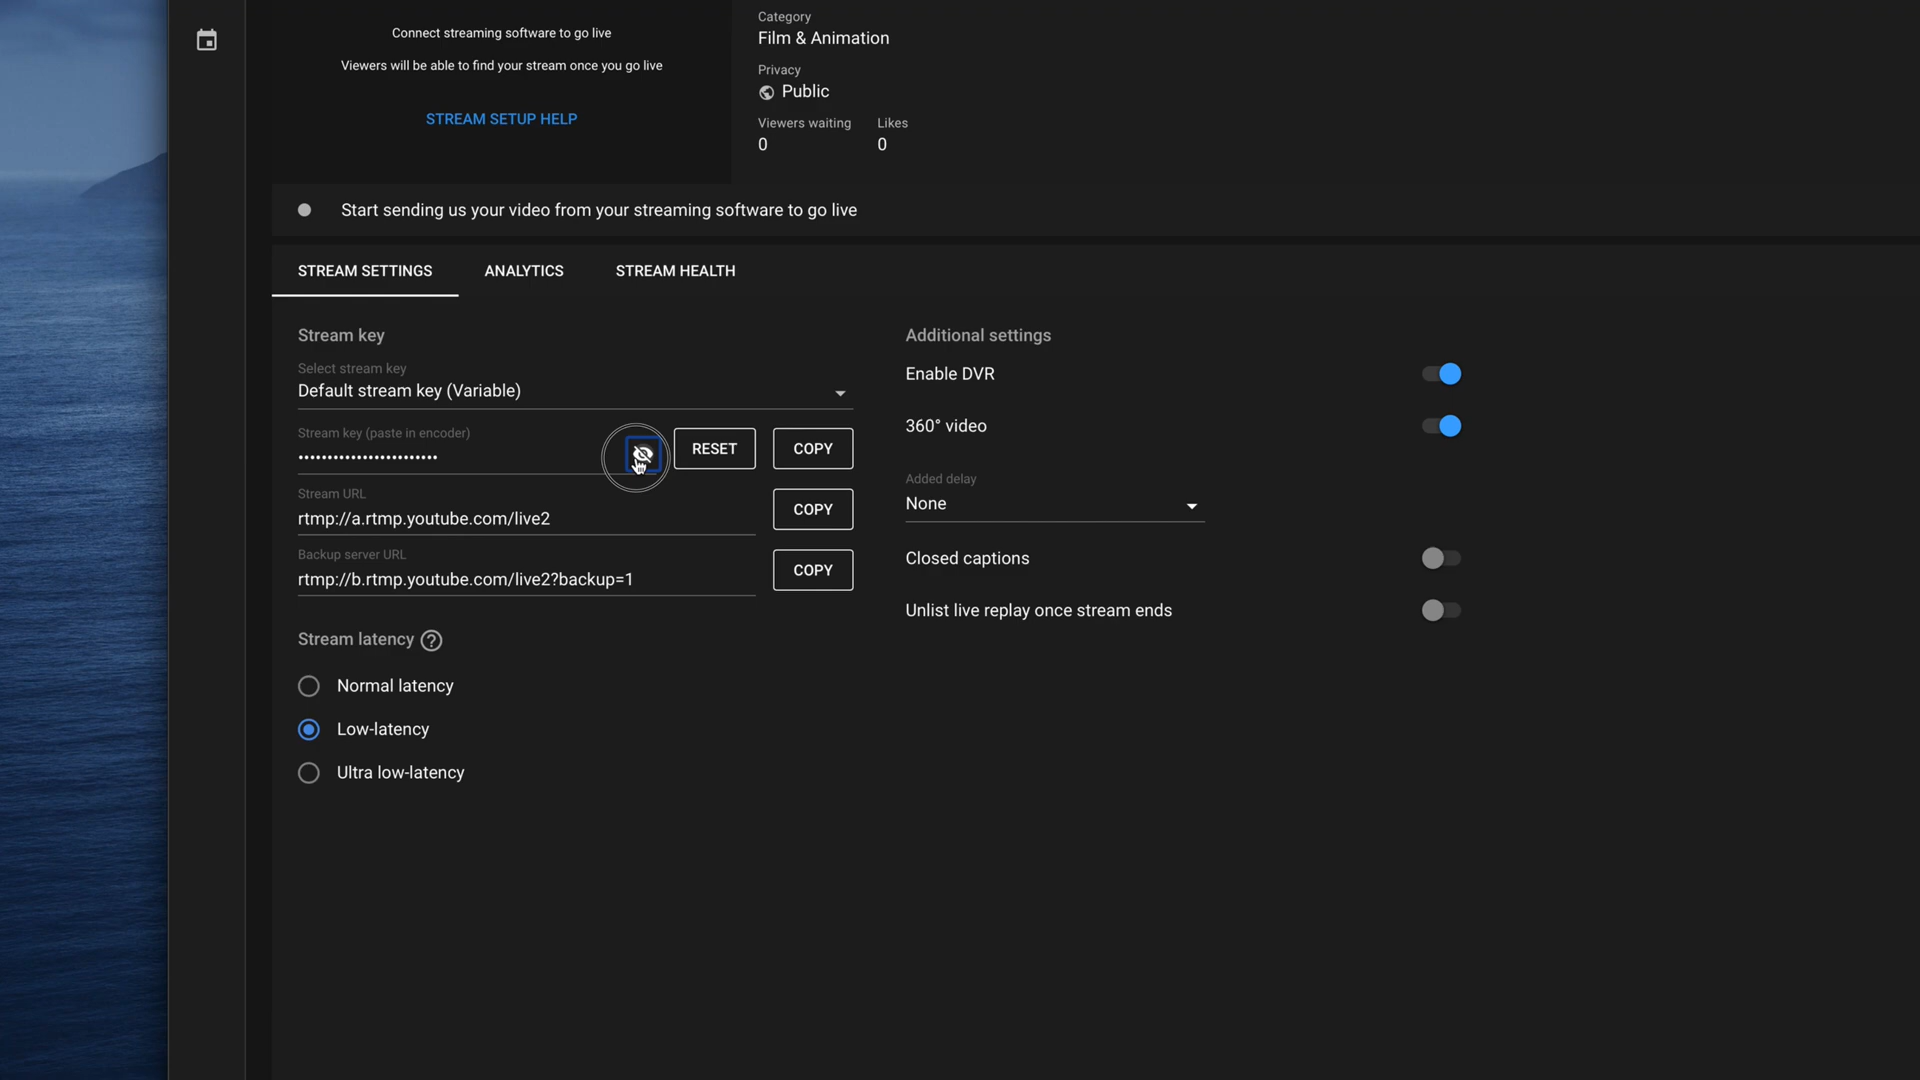 Connect streaming software to go live
Viewers will be able to find your stream once you go live
STREAM SETUP HELP
Category
Film & Animation
Privacy
Public
Viewers waiting Likes
0 0
Start sending us your video from your streaming software to go live
STREAM SETTINGS ANALYTICS STREAM HEALTH
Stream key
Select stream key
Default stream key (Variable)
Stream key (paste in encoder)
••••••••••••••••••••••••
RESET COPY
Stream URL
rtmp://a.rtmp.youtube.com/live2 COPY
Backup server URL
rtmp://b.rtmp.youtube.com/live2?backup=1 COPY
Stream latency ?
Normal latency
Low-latency
Ultra low-latency
Additional settings
Enable DVR
360° video
Added delay
None
Closed captions
Unlist live replay once stream ends